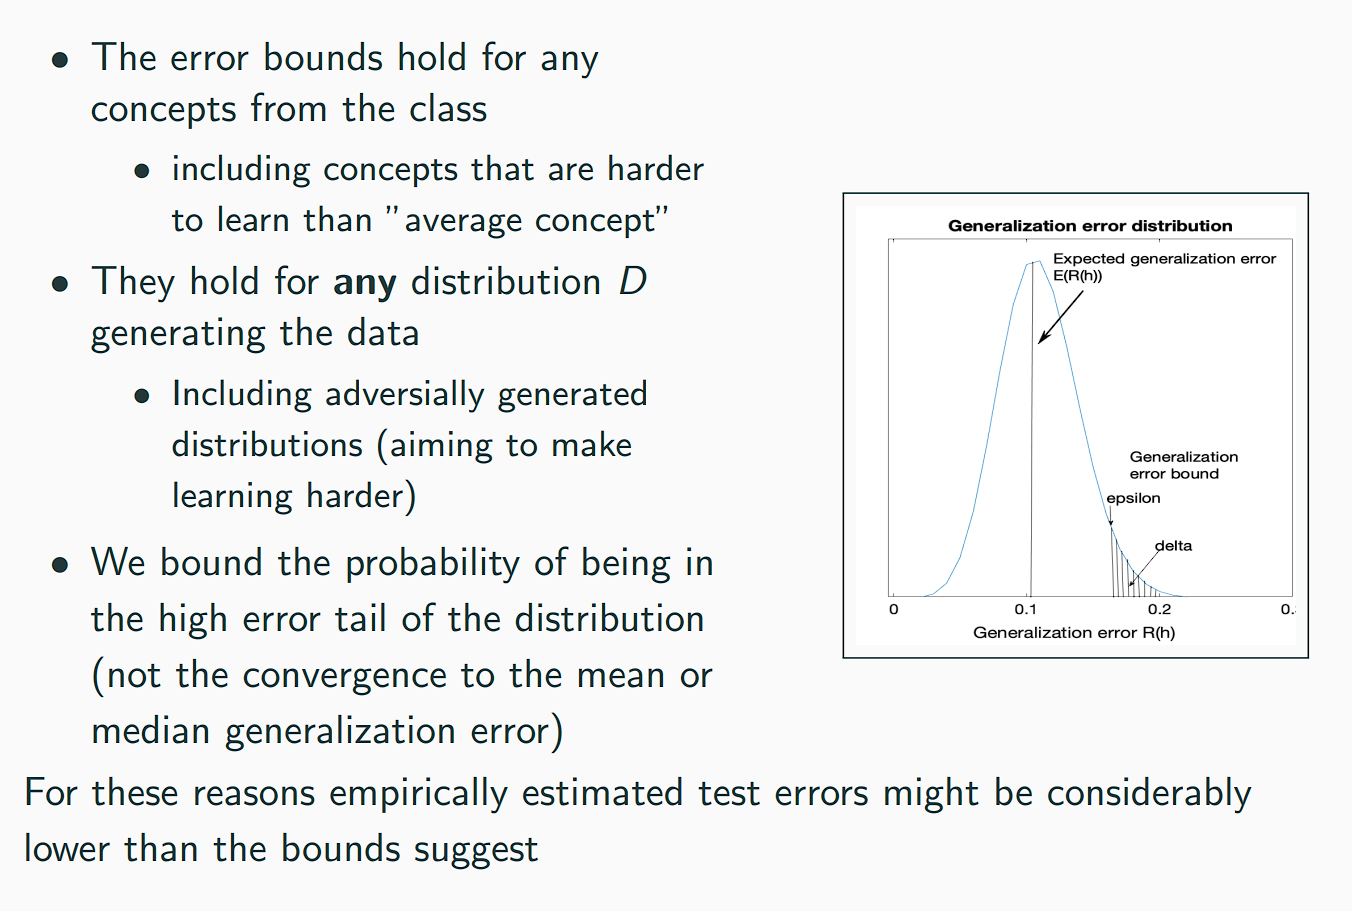 • The error bounds hold for any
concepts from the class
• including concepts that are harder
to learn than ”average concept”
• They hold for any distribution D
generating the data
• Including adversially generated
distributions (aiming to make
learning harder)
• We bound the probability of being in
the high error tail of the distribution
(not the convergence to the mean or
median generalization error)
For these reasons empirically estimated test errors might be considerably
lower than the bounds suggest
Generalization error distribution
Expected generalization error
E(R(h))
Generalization
error bound
epsilon
delta
0 0.1 0.2
Generalization error R(h)